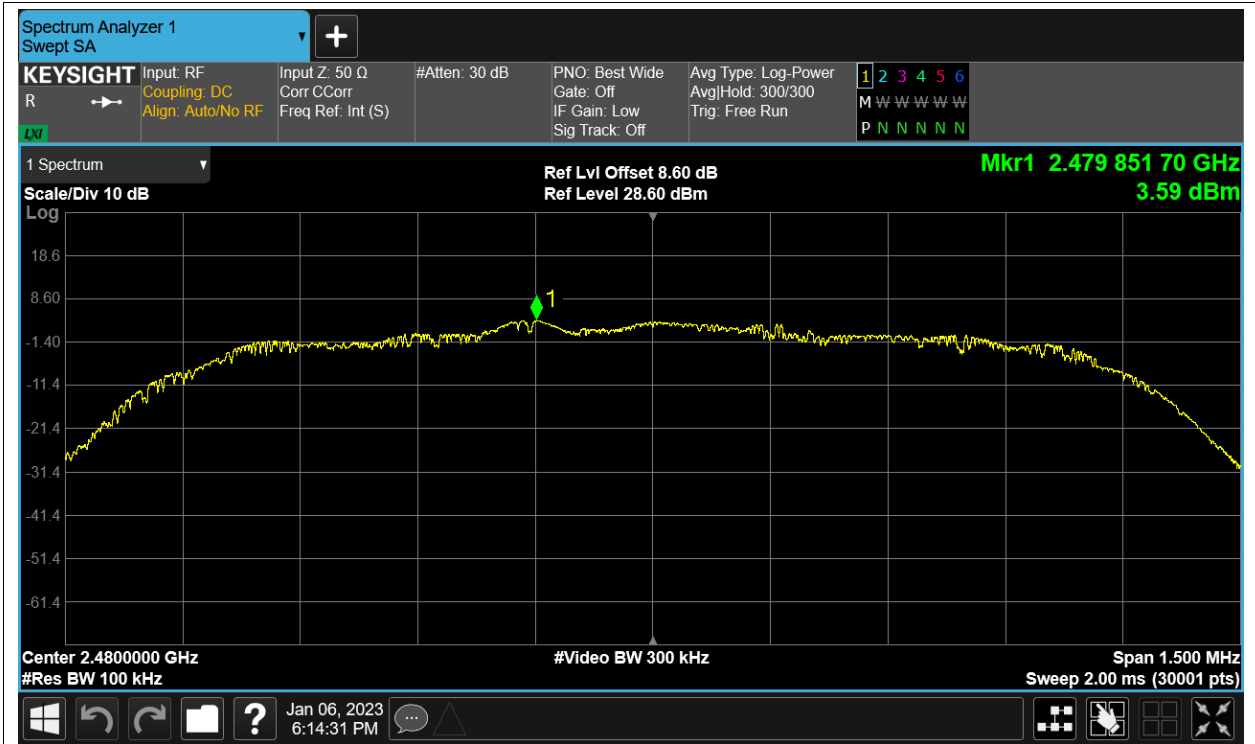 Spectrum Analyzer 1
Swept SA
KEYSIGHT
R
LXI
Input: RF
Coupling: DC
Align: Auto/No RF
Input Z: 50 Ω
Corr CCorr
Freq Ref: Int (S)
#Atten: 30 dB
PNO: Best Wide
Gate: Off
IF Gain: Low
Sig Track: Off
Avg Type: Log-Power
Avg|Hold: 300/300
Trig: Free Run
1 2 3 4 5 6
M W W W W W
P N N N N N
1 Spectrum
Scale/Div 10 dB
Log
Ref Lvl Offset 8.60 dB
Ref Level 28.60 dBm
Mkr1 2.479 851 70 GHz
3.59 dBm
18.6
8.60
1
-1.40
-11.4
-21.4
-31.4
-41.4
-51.4
-61.4
Center 2.4800000 GHz
#Res BW 100 kHz
#Video BW 300 kHz
Span 1.500 MHz
Sweep 2.00 ms (30001 pts)
?
Jan 06, 2023
6:14:31 PM